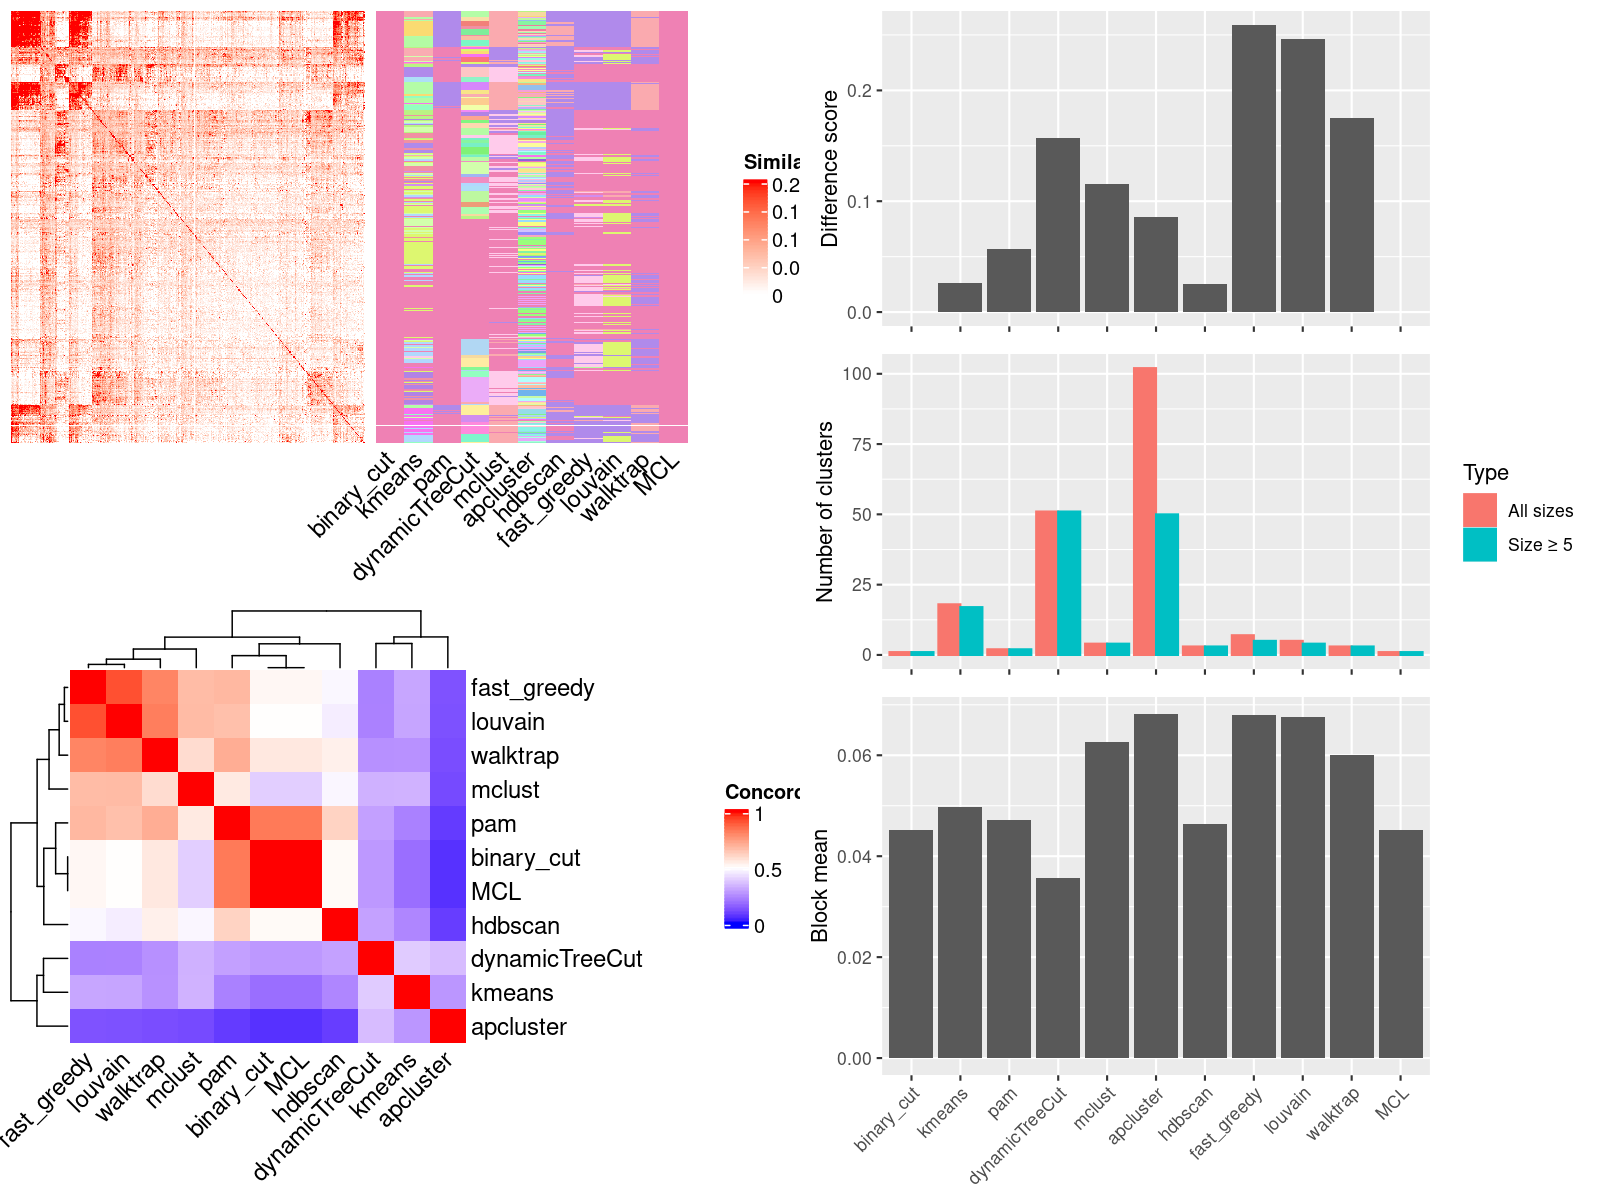 Simila
0.2
0.1
0.1
0.0
0
binary_cut
kmeans
pam
dynamicTreeCut
mclust
apcluster
hdbscan
fast_greedy
louvain
walktrap
MCL
fast_greedy
louvain
walktrap
mclust
pam
binary_cut
MCL
hdbscan
dynamicTreeCut
kmeans
apcluster
fast_greedy
louvain
walktrap
mclust
pam
binary_cut
MCL
hdbscan
dynamicTreeCut
kmeans
apcluster
Concord
1
0.5
0
Difference score
0.2
0.1
0.0
Number of clusters
100
75
50
25
0
Type
All sizes
Size ≥ 5
Block mean
0.06
0.04
0.02
0.00
binary_cut
kmeans
pam
dynamicTreeCut
mclust
apcluster
hdbscan
fast_greedy
louvain
walktrap
MCL